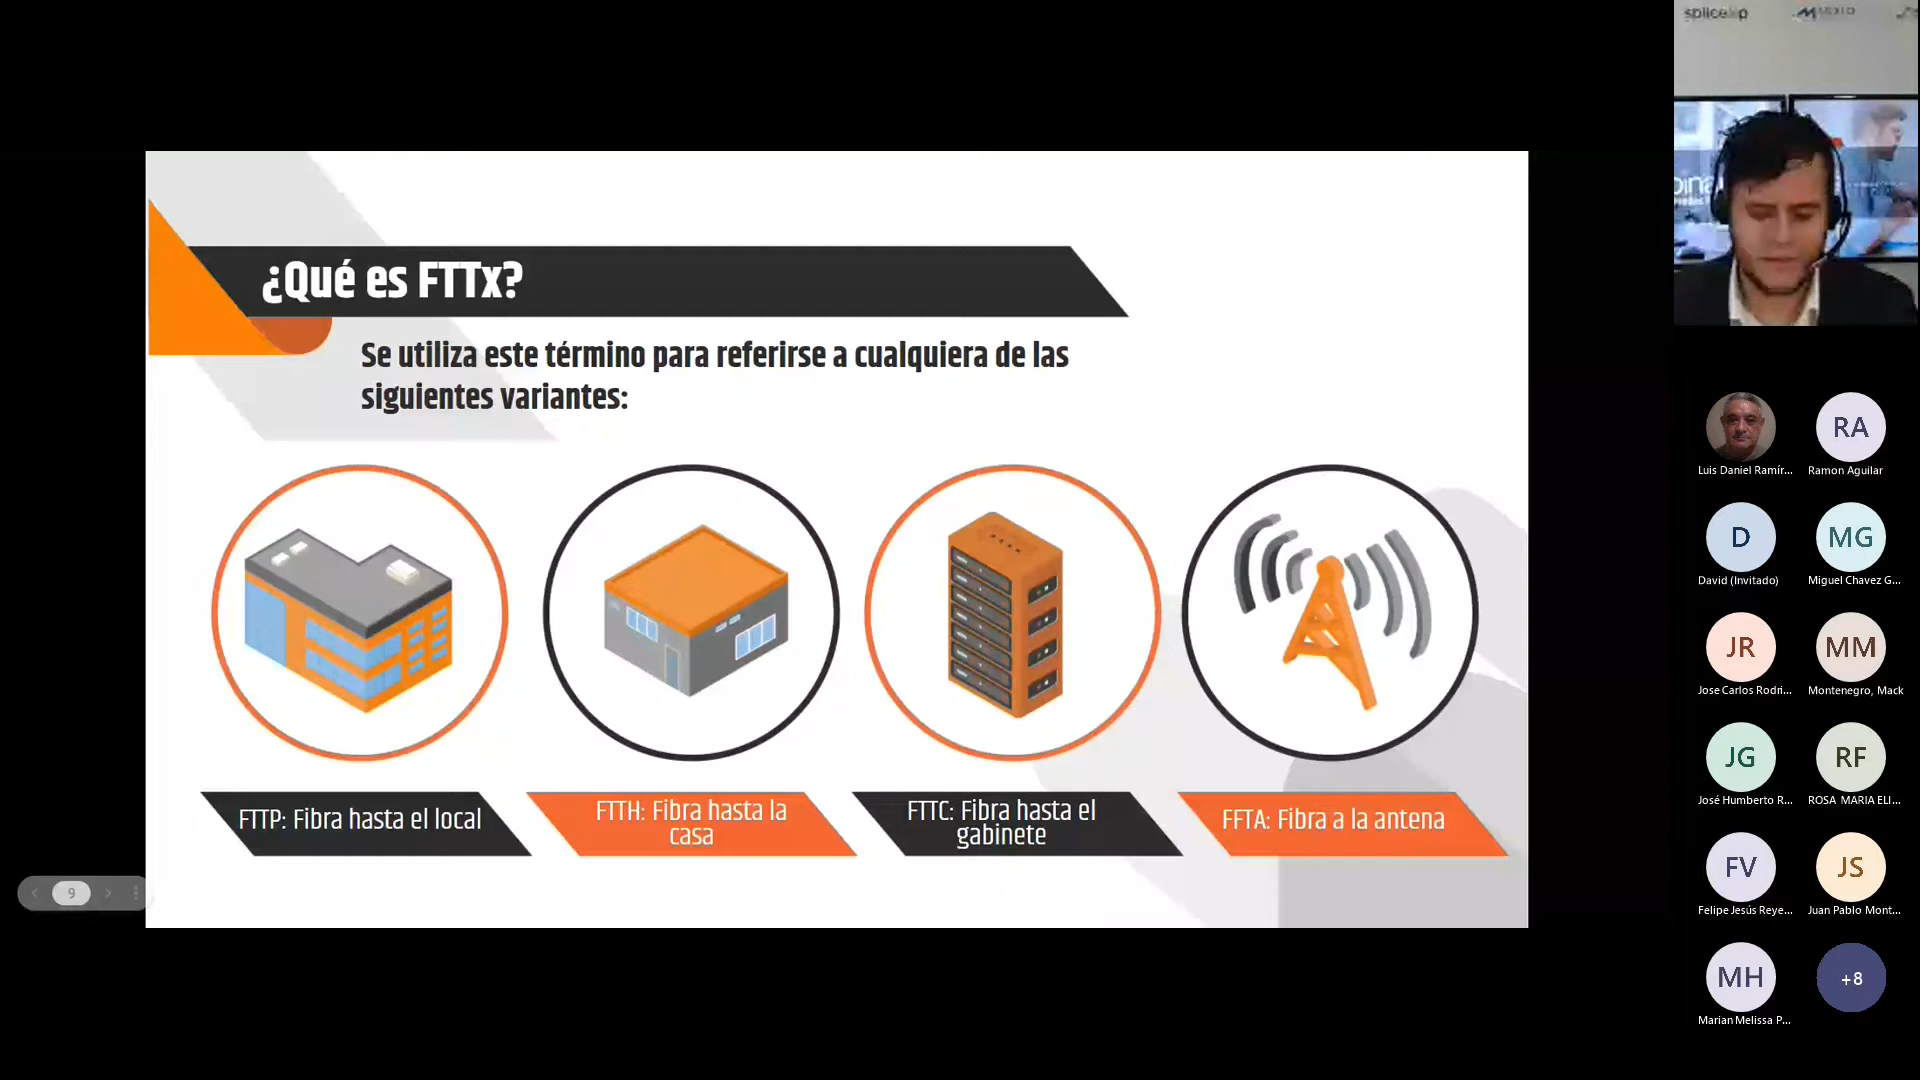 ¿Qué es FTTx?
Se utiliza este término para referirse a cualquiera de las
siguientes variantes:
FTTP: Fibra hasta el local
FTTH: Fibra hasta la
casa
FTTC: Fibra hasta el
gabinete
FFTA: Fibra a la antena
9
Luis Daniel Ramír...
RA
Ramon Aguilar
D
David (Invitado)
MG
Miguel Chavez G...
JR
Jose Carlos Rodri...
MM
Montenegro, Mack
JG
José Humberto R...
RF
ROSA MARIA ELI...
FV
Felipe Jesús Reye...
JS
Juan Pablo Mont...
MH
Marian Melissa P...
+8